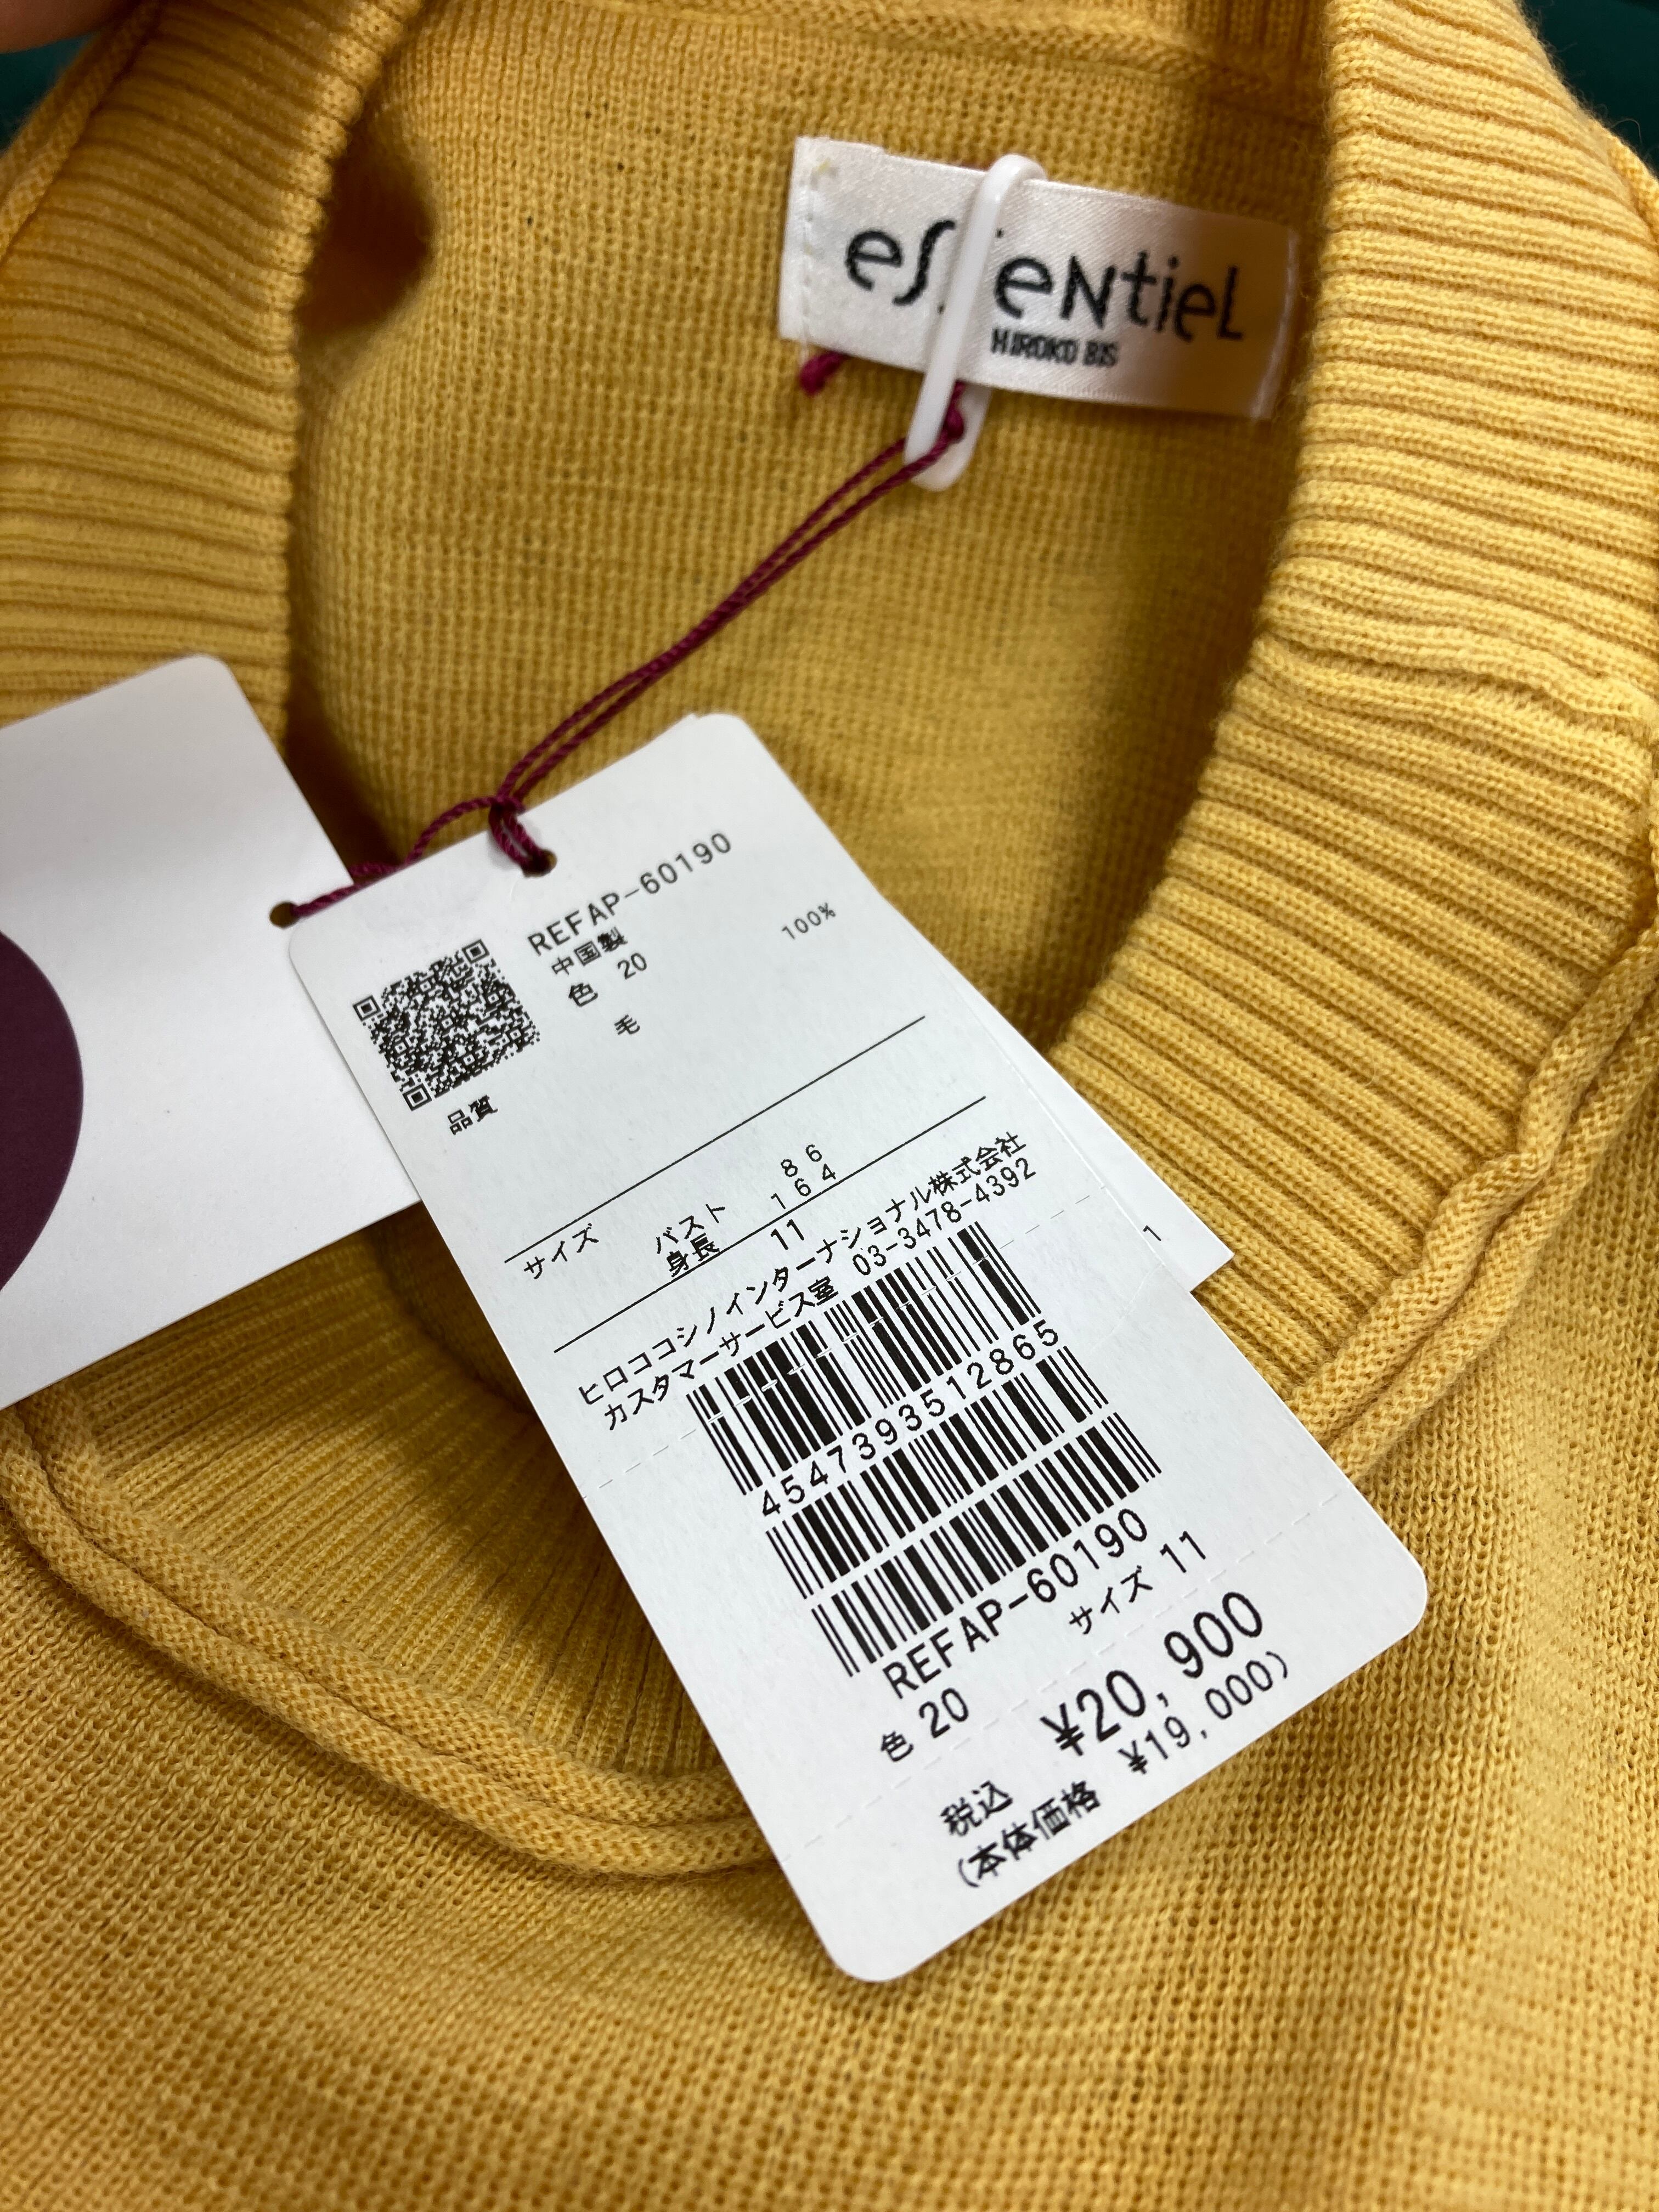 essentiel
HIROKO BIS
REFAP-60190
中国製
色 20
毛 100%
品質
サイズ バスト 86
身長 164
11
ヒロココシノインターナショナル株式会社
カスタマーサービス室 03-3478-4392
4547393512865
REFAP-60190
色 20 サイズ 11
税込 ¥20,900
(本体価格 ¥19,000)
1